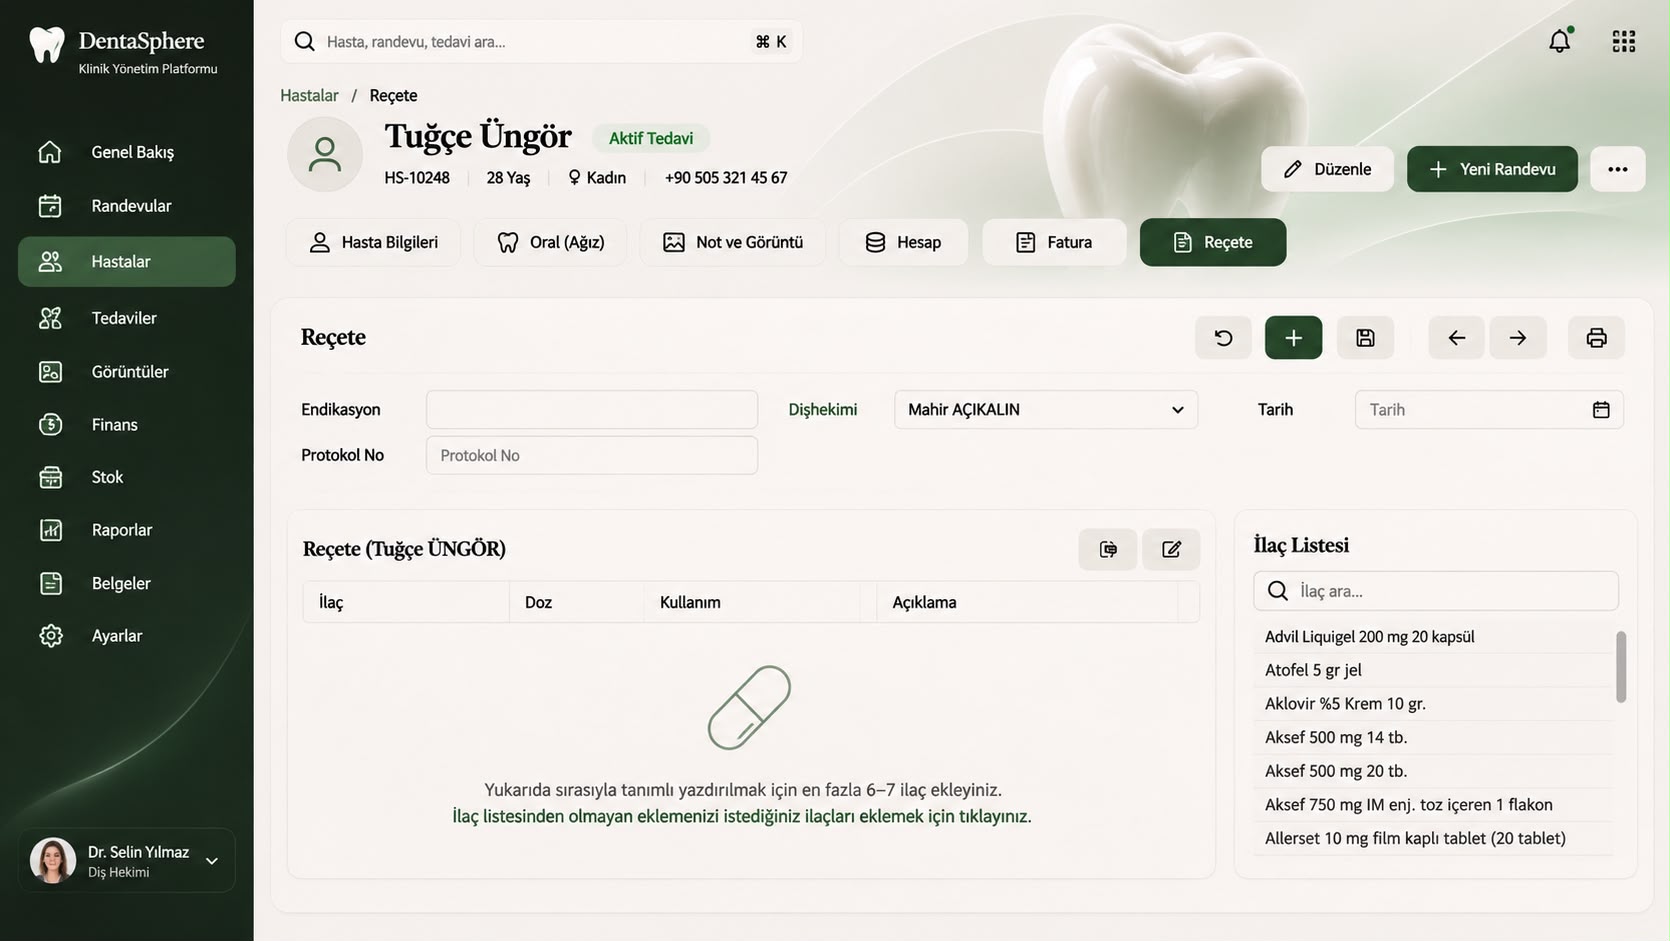 DentaSphere
Klinik Yönetim Platformu
Genel Bakış
Randevular
Hastalar
Tedaviler
Görüntüler
Finans
Stok
Raporlar
Belgeler
Ayarlar
Dr. Selin Yılmaz
Diş Hekimi
Hasta, randevu, tedavi ara...
⌘ K
Hastalar / Reçete
Tuğçe Üngör Aktif Tedavi
HS-10248 28 Yaş Kadın +90 505 321 45 67
Düzenle
Yeni Randevu
Hasta Bilgileri
Oral (Ağız)
Not ve Görüntü
Hesap
Fatura
Reçete
Reçete
Endikasyon
Dişhekimi
Mahir AÇIKALIN
Tarih
Tarih
Protokol No
Protokol No
Reçete (Tuğçe ÜNGÖR)
İlaç Doz Kullanım Açıklama
Yukarıda sırasıyla tanımlı yazdırılmak için en fazla 6–7 ilaç ekleyiniz.
İlaç listesinden olmayan eklemenizi istediğiniz ilaçları eklemek için tıklayınız.
İlaç Listesi
İlaç ara...
Advil Liquigel 200 mg 20 kapsül
Atofel 5 gr jel
Aklovir %5 Krem 10 gr.
Aksef 500 mg 14 tb.
Aksef 500 mg 20 tb.
Aksef 750 mg IM enj. toz içeren 1 flakon
Allerset 10 mg film kaplı tablet (20 tablet)